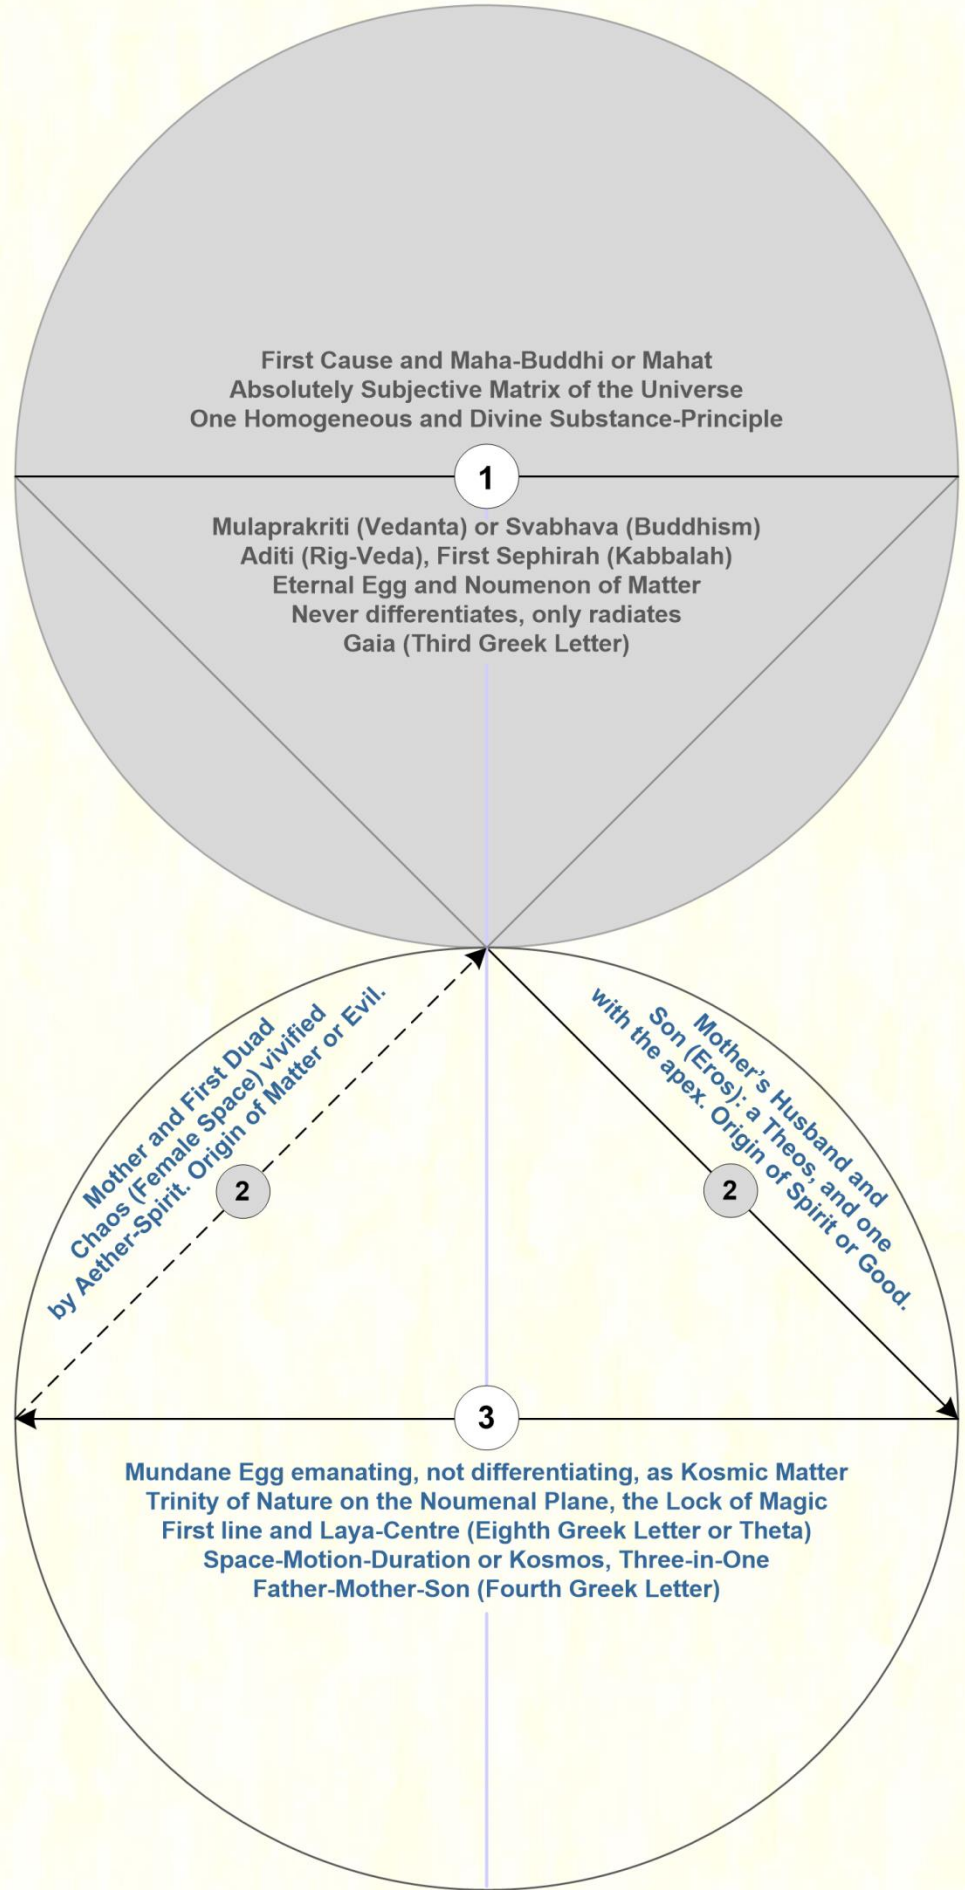 First Cause and Maha-Buddhi or Mahat
Absolutely Subjective Matrix of the Universe
One Homogeneous and Divine Substance-Principle
1
Mulaprakriti (Vedanta) or Svabhava (Buddhism)
Aditi (Rig-Veda), First Sephirah (Kabbalah)
Eternal Egg and Noumenon of Matter
Never differentiates, only radiates
Gaia (Third Greek Letter)
Mother and First Duad
Chaos (Female Space) vivified
by Aether-Spirit. Origin of Matter or Evil.
2
Mother's Husband and
Son (Eros): a Theos, and one
with the apex. Origin of Spirit or Good.
2
3
Mundane Egg emanating, not differentiating, as Kosmic Matter
Trinity of Nature on the Noumenal Plane, the Lock of Magic
First line and Laya-Centre (Eighth Greek Letter or Theta)
Space-Motion-Duration or Kosmos, Three-in-One
Father-Mother-Son (Fourth Greek Letter)